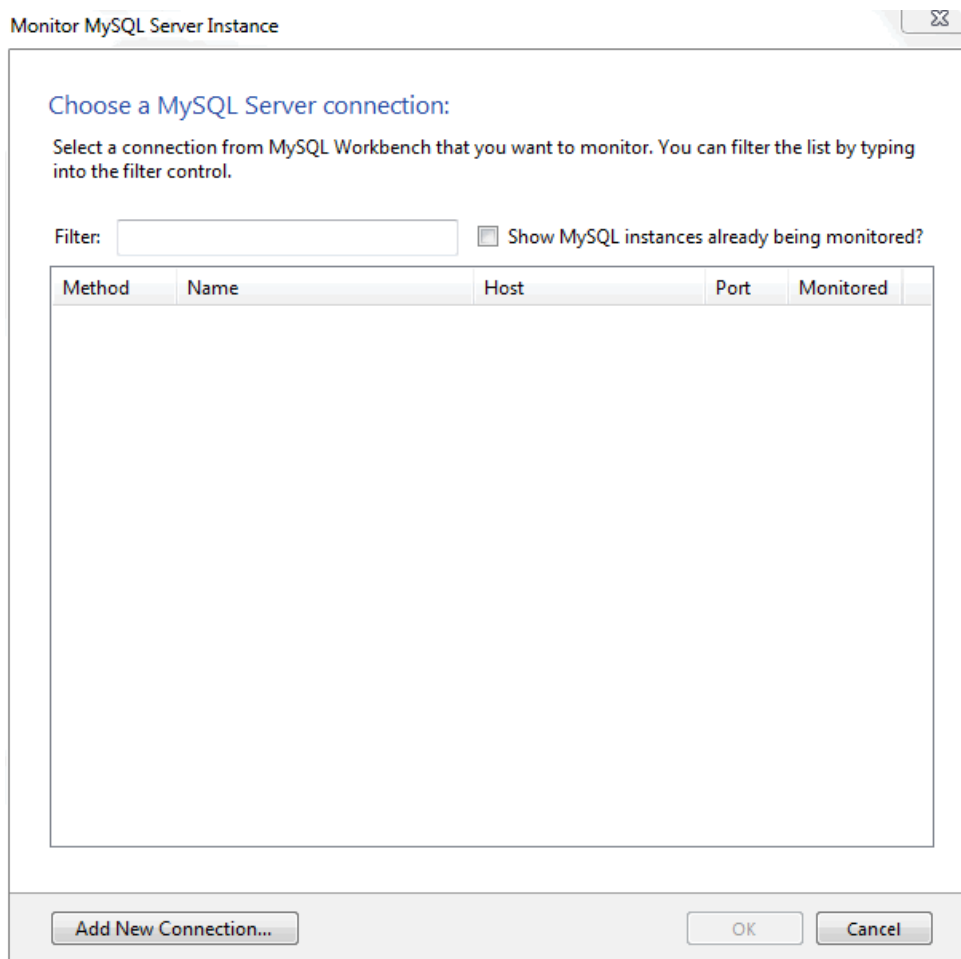 Monitor MySQL Server Instance
Choose a MySQL Server connection:
Select a connection from MySQL Workbench that you want to monitor. You can filter the list by typing
into the filter control.
Filter: Show MySQL instances already being monitored?
Method Name Host Port Monitored
Add New Connection... OK Cancel